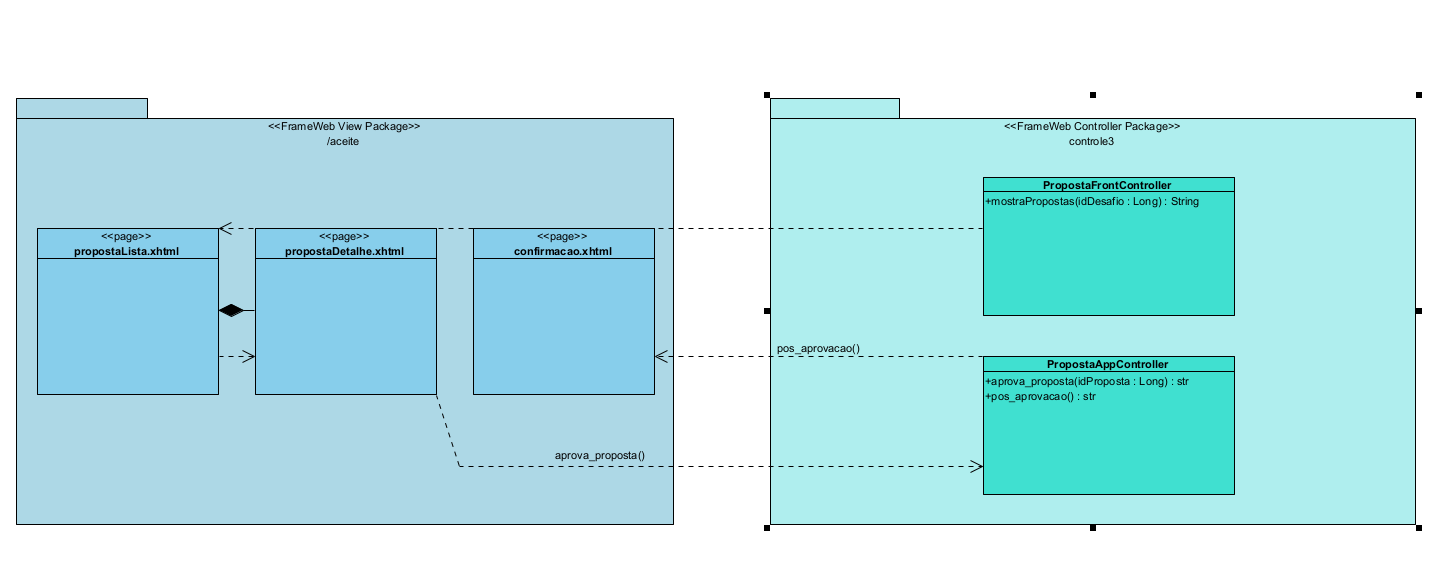 <<FrameWeb View Package>>
/aceite
<<page>>
propostaLista.xhtml
<<page>>
propostaDetalhe.xhtml
<<page>>
confirmacao.xhtml
aprova_proposta()
pos_aprovacao()
<<FrameWeb Controller Package>>
controle3
PropostaFrontController
+mostraPropostas(idDesafio : Long) : String
PropostaAppController
+aprova_proposta(idProposta : Long) : str
+pos_aprovacao() : str